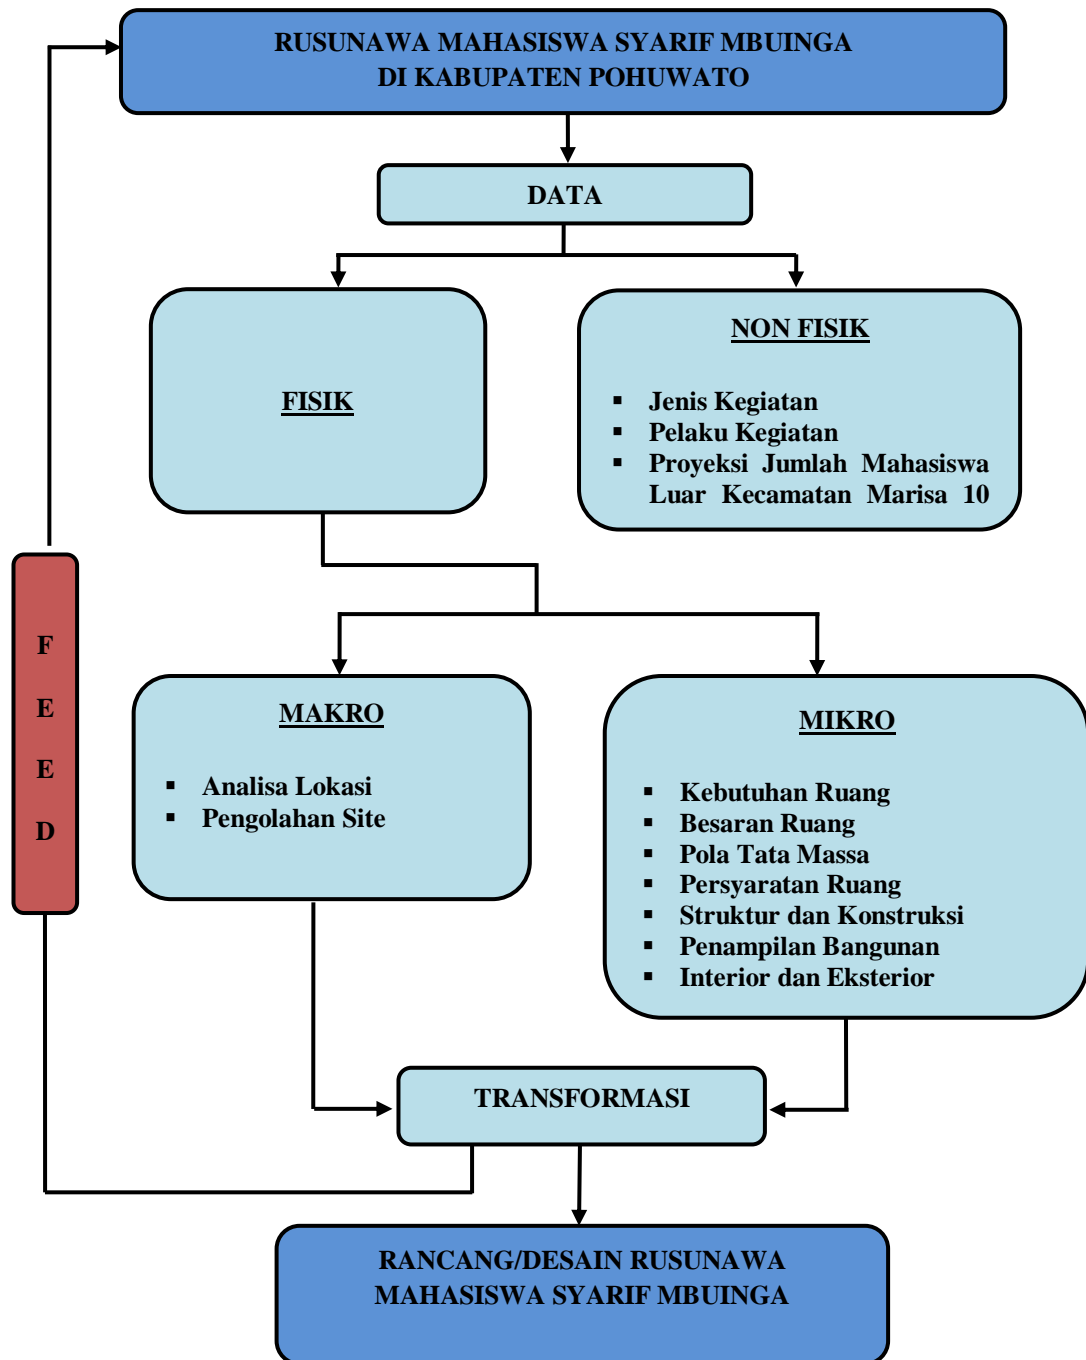 RUSUNAWA MAHASISWA SYARIF MBUINGA
DI KABUPATEN POHUWATO
DATA
FISIK
NON FISIK
▪ Jenis Kegiatan
▪ Pelaku Kegiatan
▪ Proyeksi Jumlah Mahasiswa
Luar Kecamatan Marisa 10
F
E
E
D
MAKRO
▪ Analisa Lokasi
▪ Pengolahan Site
MIKRO
▪ Kebutuhan Ruang
▪ Besaran Ruang
▪ Pola Tata Massa
▪ Persyaratan Ruang
▪ Struktur dan Konstruksi
▪ Penampilan Bangunan
▪ Interior dan Eksterior
TRANSFORMASI
RANCANG/DESAIN RUSUNAWA
MAHASISWA SYARIF MBUINGA